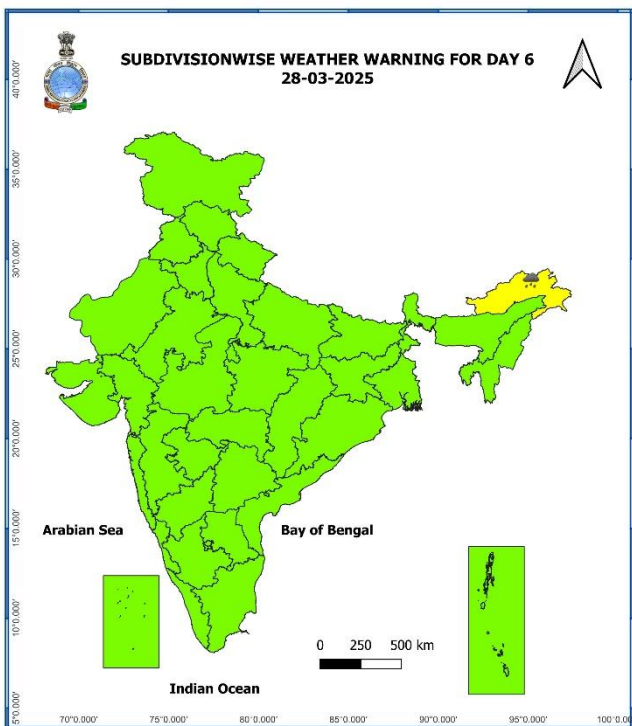 SUBDIVISIONWISE WEATHER WARNING FOR DAY 6
28-03-2025
40°0.000'
35°0.000'
30°0.000'
25°0.000'
20°0.000'
15°0.000'
10°0.000'
5°0.000'
Arabian Sea
Bay of Bengal
0 250 500 km
Indian Ocean
70°0.000' 75°0.000' 80°0.000' 85°0.000' 90°0.000' 95°0.000' 100°0.0